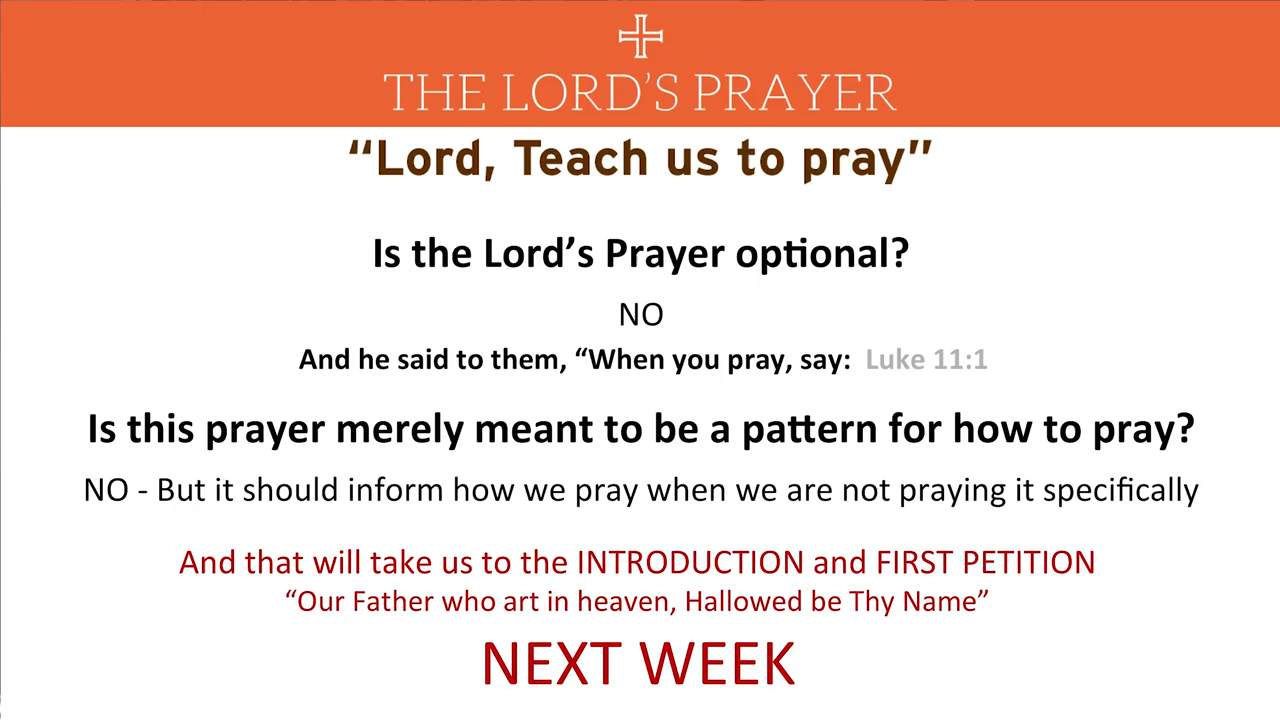 THE LORD'S PRAYER
“Lord, Teach us to pray”
Is the Lord’s Prayer optional?
NO
And he said to them, “When you pray, say: Luke 11:1
Is this prayer merely meant to be a pattern for how to pray?
NO - But it should inform how we pray when we are not praying it specifically
And that will take us to the INTRODUCTION and FIRST PETITION
“Our Father who art in heaven, Hallowed be Thy Name”
NEXT WEEK